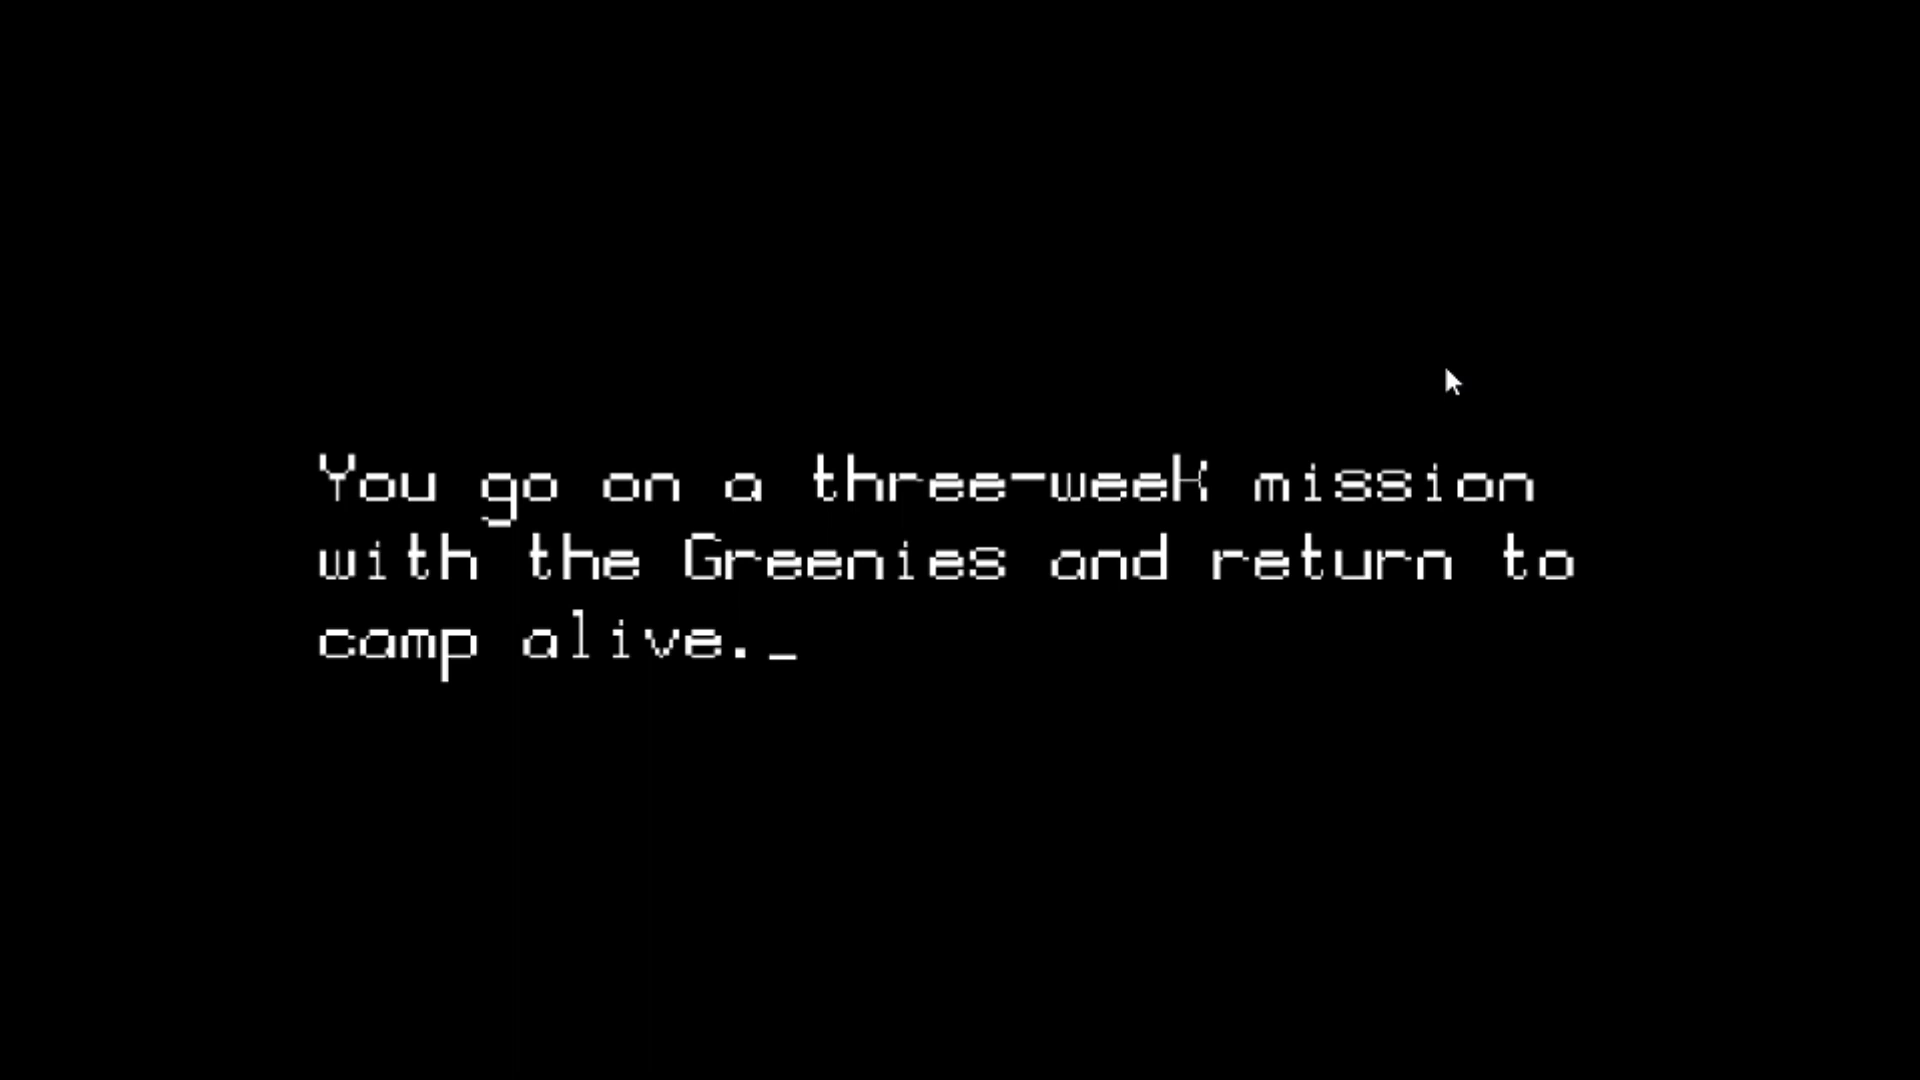 You go on a three-week mission
with the Greenies and return to
camp alive._